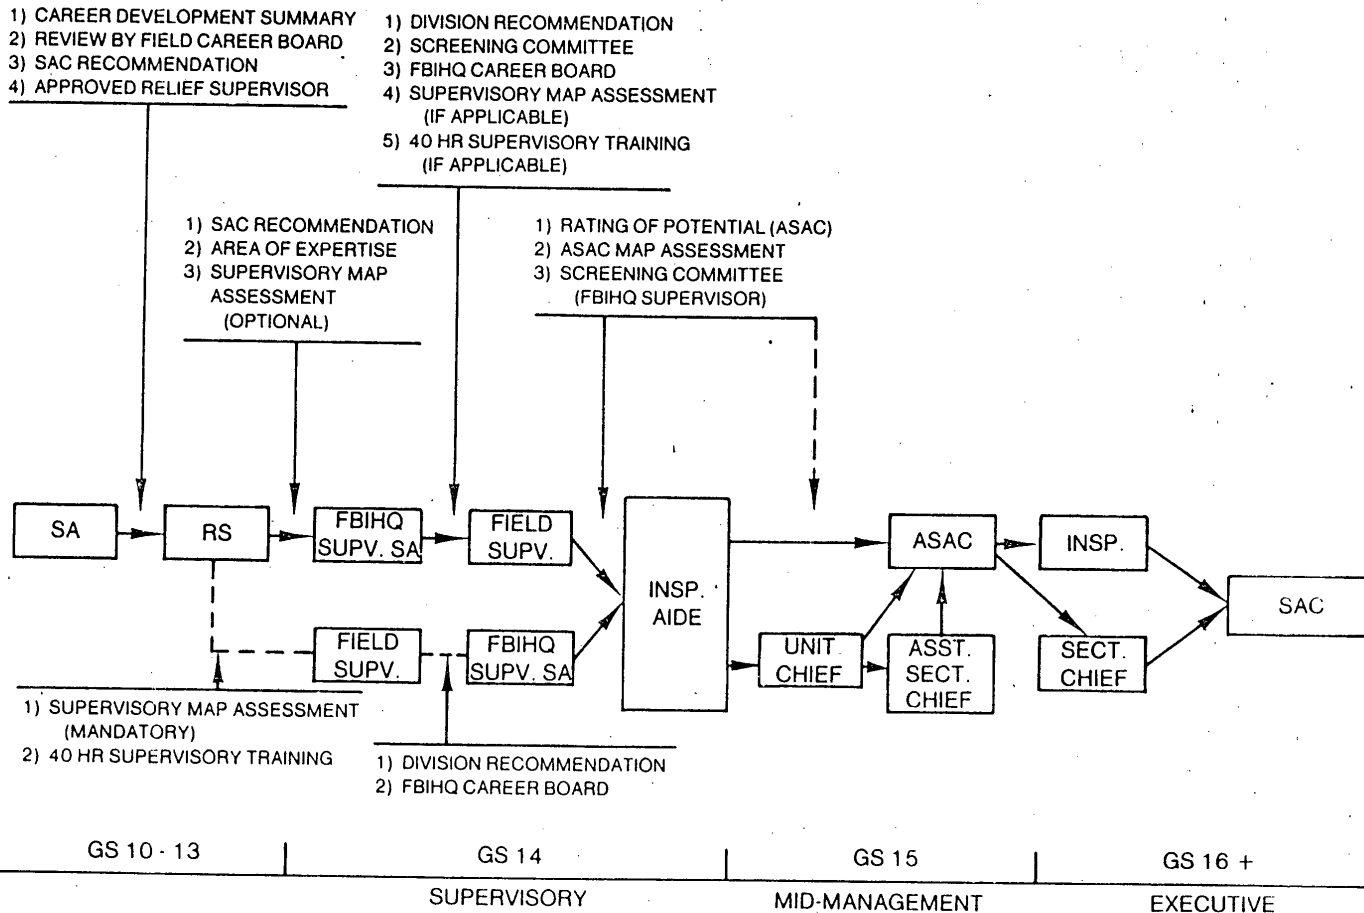 1) CAREER DEVELOPMENT SUMMARY
2) REVIEW BY FIELD CAREER BOARD
3) SAC RECOMMENDATION
4) APPROVED RELIEF SUPERVISOR
1) DIVISION RECOMMENDATION
2) SCREENING COMMITTEE
3) FBIHQ CAREER BOARD
4) SUPERVISORY MAP ASSESSMENT
(IF APPLICABLE)
5) 40 HR SUPERVISORY TRAINING
(IF APPLICABLE)
1) SAC RECOMMENDATION
2) AREA OF EXPERTISE
3) SUPERVISORY MAP
ASSESSMENT
(OPTIONAL)
1) RATING OF POTENTIAL (ASAC)
2) ASAC MAP ASSESSMENT
3) SCREENING COMMITTEE
(FBIHQ SUPERVISOR)
SA
RS
FBIHQ
SUPV. SA
FIELD
SUPV.
INSP.
AIDE
ASAC
INSP.
SAC
FIELD
SUPV.
FBIHQ
SUPV. SA
UNIT
CHIEF
ASST.
SECT.
CHIEF
SECT.
CHIEF
1) SUPERVISORY MAP ASSESSMENT
(MANDATORY)
2) 40 HR SUPERVISORY TRAINING
1) DIVISION RECOMMENDATION
2) FBIHQ CAREER BOARD
GS 10 - 13
GS 14
GS 15
GS 16 +
SUPERVISORY
MID-MANAGEMENT
EXECUTIVE